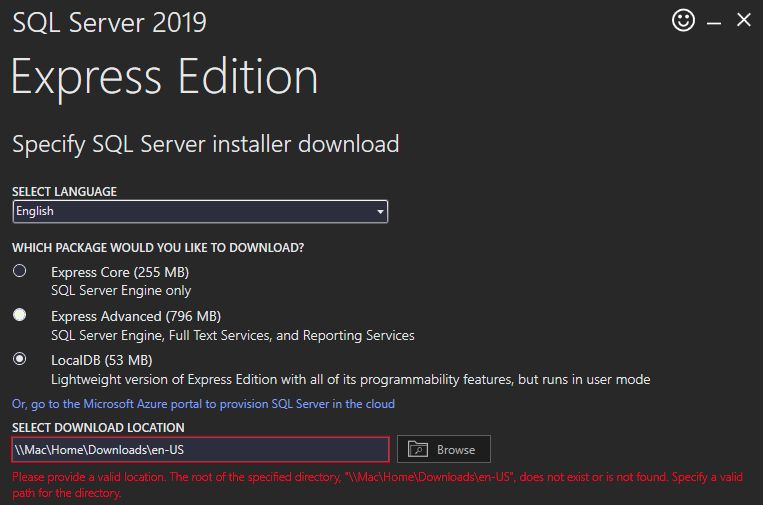 SQL Server 2019
Express Edition
Specify SQL Server installer download
SELECT LANGUAGE
English
WHICH PACKAGE WOULD YOU LIKE TO DOWNLOAD?
Express Core (255 MB)
SQL Server Engine only
Express Advanced (796 MB)
SQL Server Engine, Full Text Services, and Reporting Services
LocalDB (53 MB)
Lightweight version of Express Edition with all of its programmability features, but runs in user mode
Or, go to the Microsoft Azure portal to provision SQL Server in the cloud
SELECT DOWNLOAD LOCATION
\\Mac\Home\Downloads\en-US
Browse
Please provide a valid location. The root of the specified directory, "\\Mac\Home\Downloads\en-US", does not exist or is not found. Specify a valid
path for the directory.